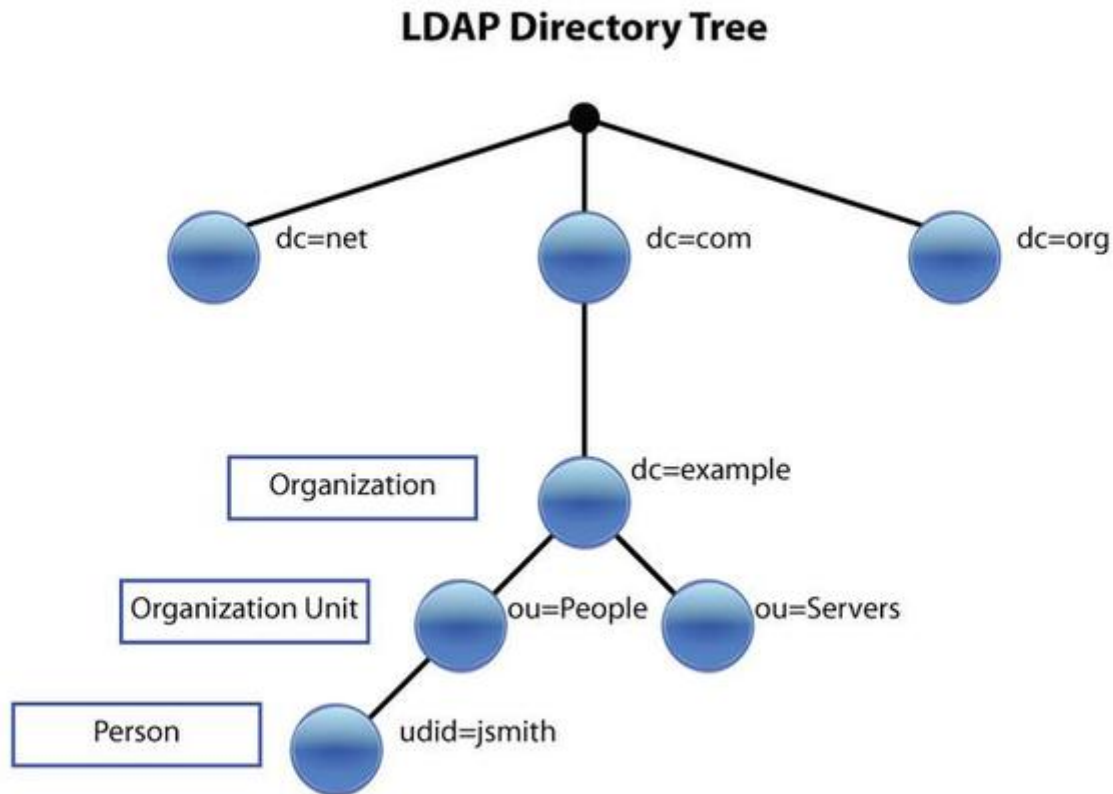 LDAP Directory Tree
dc=net
dc=com
dc=org
Organization
dc=example
Organization Unit
ou=People
ou=Servers
Person
udid=jsmith